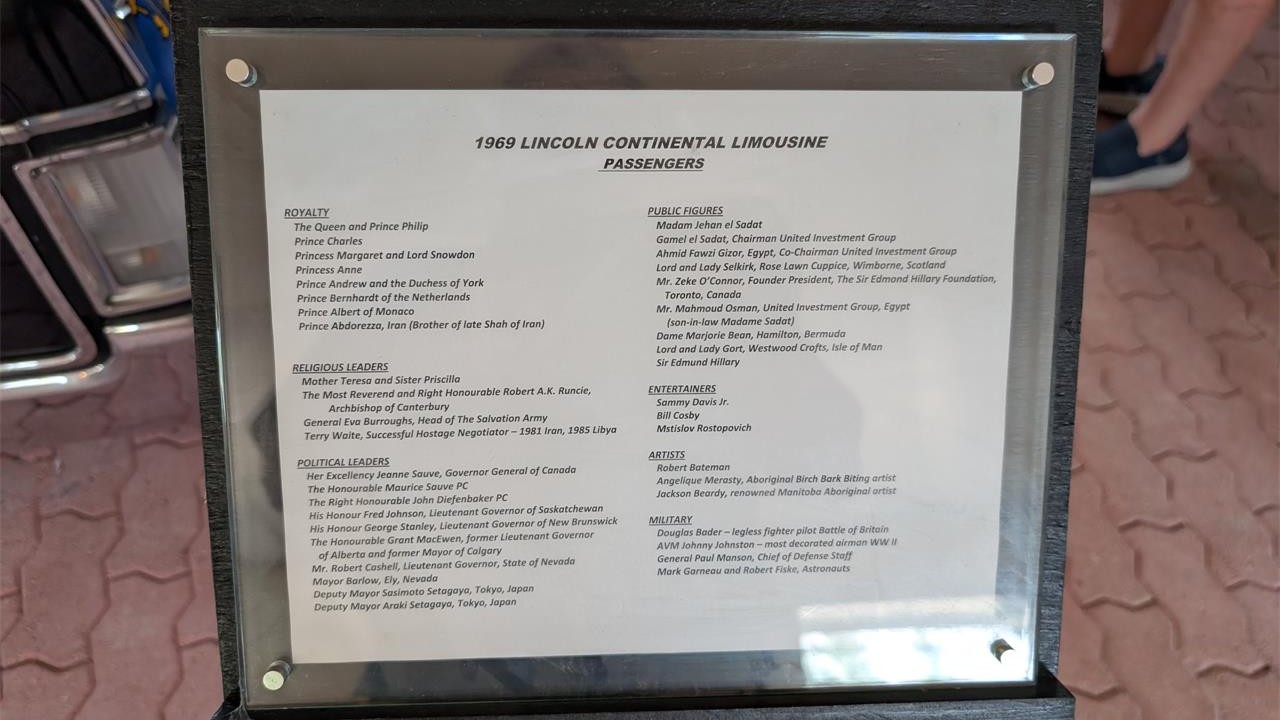 1969 LINCOLN CONTINENTAL LIMOUSINE
PASSENGERS
ROYALTY
The Queen and Prince Philip
Prince Charles
Princess Margaret and Lord Snowdon
Princess Anne
Prince Andrew and the Duchess of York
Prince Bernhardt of the Netherlands
Prince Albert of Monaco
Prince Abdorezza, Iran (Brother of late Shah of Iran)
RELIGIOUS LEADERS
Mother Teresa and Sister Priscilla
The Most Reverend and Right Honourable Robert A.K. Runcie,
Archbishop of Canterbury
General Eva Burroughs, Head of The Salvation Army
Terry Waite, Successful Hostage Negotiator – 1981 Iran, 1985 Libya
POLITICAL LEADERS
Her Excellency Jeanne Sauve, Governor General of Canada
The Honourable Maurice Sauve PC
The Right Honourable John Diefenbaker PC
His Honour Fred Johnson, Lieutenant Governor of Saskatchewan
His Honour George Stanley, Lieutenant Governor of New Brunswick
The Honourable Grant MacEwen, former Lieutenant Governor
of Alberta and former Mayor of Calgary
Mr. Robert Cashell, Lieutenant Governor, State of Nevada
Mayor Barlow, Ely, Nevada
Deputy Mayor Sasimoto Setagaya, Tokyo, Japan
Deputy Mayor Araki Setagaya, Tokyo, Japan
PUBLIC FIGURES
Madam Jehan el Sadat
Gamel el Sadat, Chairman United Investment Group
Ahmid Fawzi Gizor, Egypt, Co-Chairman United Investment Group
Lord and Lady Selkirk, Rose Lawn Cuppice, Wimborne, Scotland
Mr. Zeke O'Connor, Founder President, The Sir Edmond Hillary Foundation,
Toronto, Canada
Mr. Mahmoud Osman, United Investment Group, Egypt
(son-in-law Madame Sadat)
Dame Marjorie Bean, Hamilton, Bermuda
Lord and Lady Gort, Westwood Crofts, Isle of Man
Sir Edmund Hillary
ENTERTAINERS
Sammy Davis Jr.
Bill Cosby
Mstislov Rostopovich
ARTISTS
Robert Bateman
Angelique Merasty, Aboriginal Birch Bark Biting artist
Jackson Beardy, renowned Manitoba Aboriginal artist
MILITARY
Douglas Bader – legless fighter pilot Battle of Britain
AVM Johnny Johnston – most decorated airman WW II
General Paul Manson, Chief of Defense Staff
Mark Garneau and Robert Fiske, Astronauts